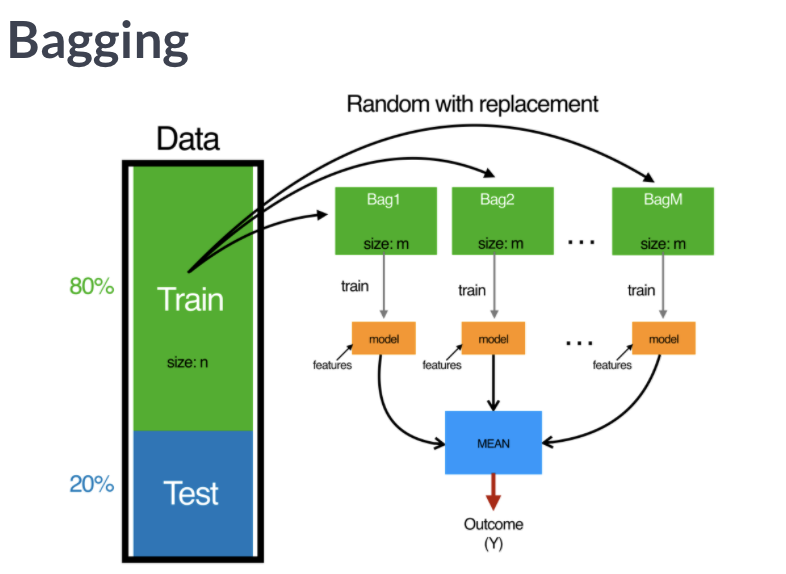 Bagging
Random with replacement
Data
80%
Train
size: n
20%
Test
Bag1
size: m
Bag2
size: m
...
BagM
size: m
train
train
train
model
model
...
model
features
features
features
MEAN
Outcome
(Y)